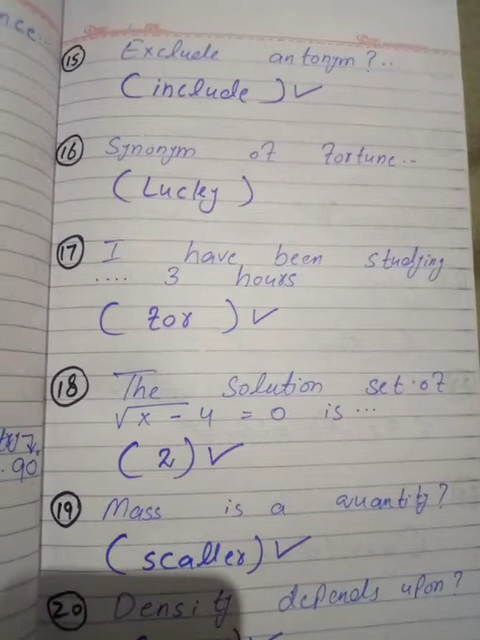 nce..
15 Exclude antonym?..
(include) ✓
16 Synonym of fortune..
(Lucky)
17 I have been studying
.... 3 hours
(for) ✓
18 The Solution set of
√x - 4 = 0 is ...
(2) ✓
.90
19 Mass is a quantity?
(scaller) ✓
20 Density depends upon?